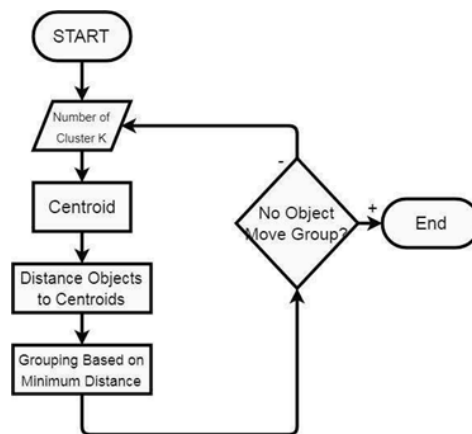 START
Number of
Cluster K
Centroid
Distance Objects
to Centroids
Grouping Based on
Minimum Distance
-
No Object
Move Group?
+
End